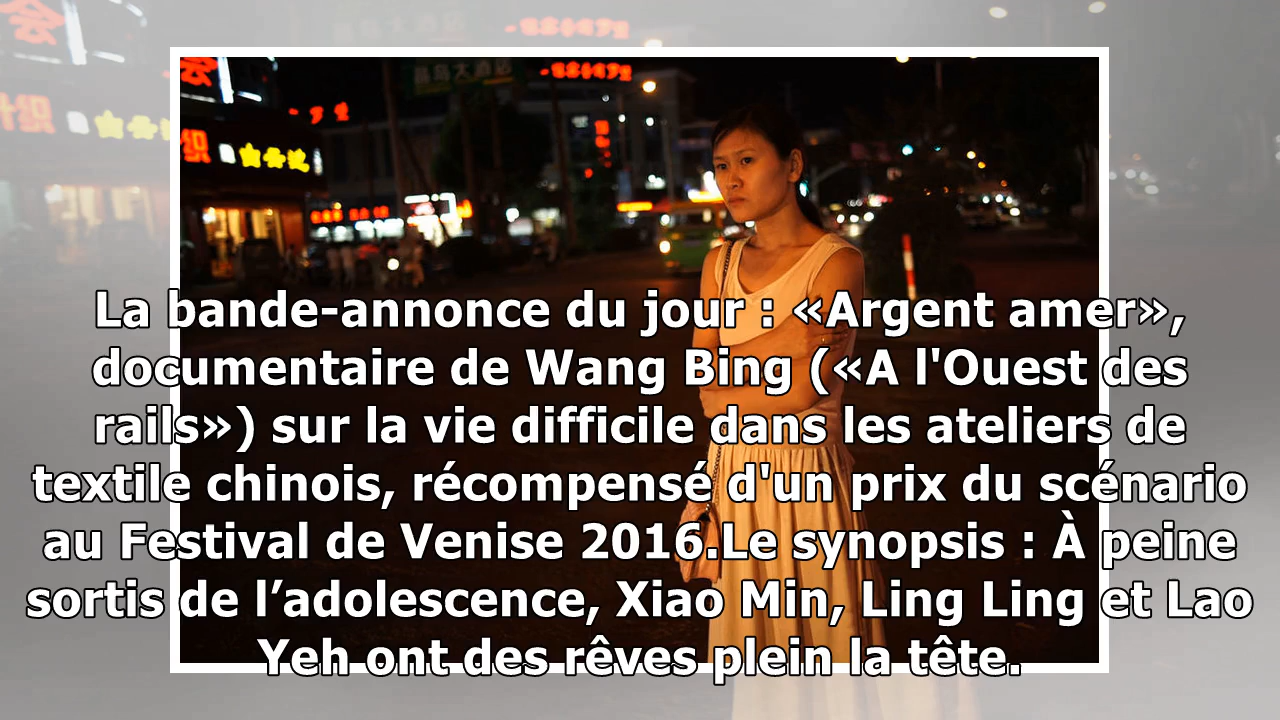 La bande-annonce du jour : «Argent amer»,
documentaire de Wang Bing («A l'Ouest des
rails») sur la vie difficile dans les ateliers de
textile chinois, récompensé d'un prix du scénario
au Festival de Venise 2016.Le synopsis : À peine
sortis de l’adolescence, Xiao Min, Ling Ling et Lao
Yeh ont des rêves plein la tête.